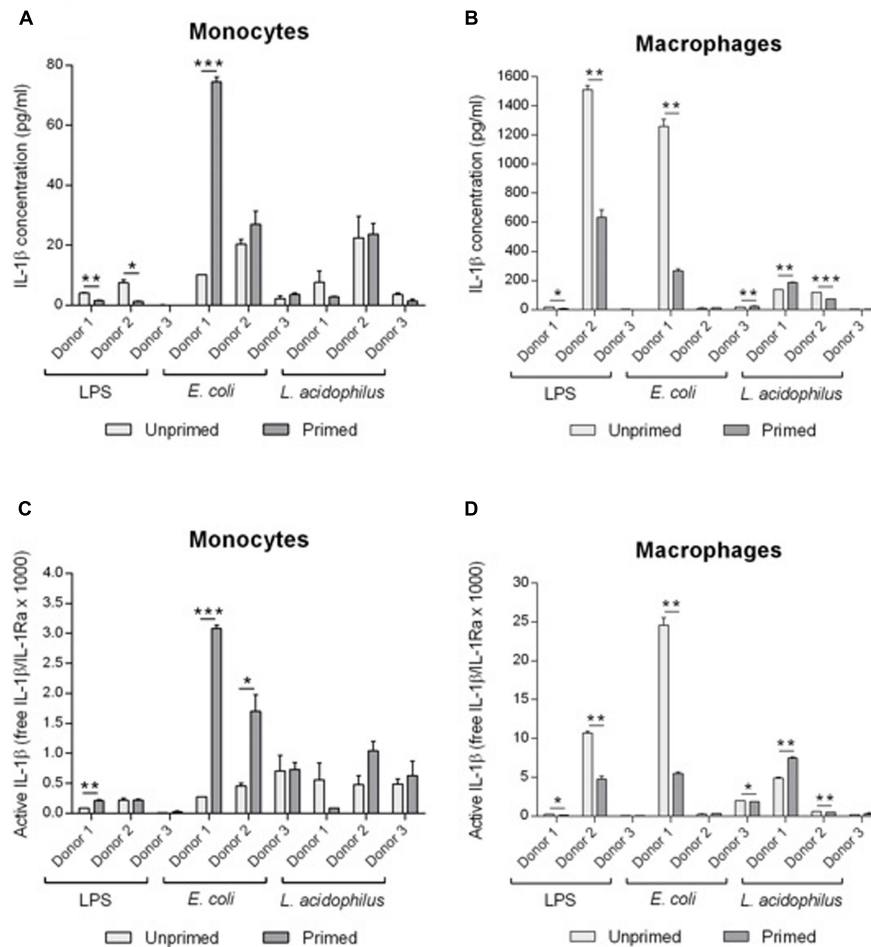 A
Monocytes
IL-1β concentration (pg/ml)
80
60
40
20
0
***
**
*
Donor 1
Donor 2
Donor 3
Donor 1
Donor 2
Donor 3
Donor 1
Donor 2
Donor 3
LPS
E. coli
L. acidophilus
Unprimed
Primed
B
Macrophages
IL-1β concentration (pg/ml)
1600
1400
1200
1000
800
600
400
200
0
*
**
**
**
**
***
Donor 1
Donor 2
Donor 3
Donor 1
Donor 2
Donor 3
Donor 1
Donor 2
Donor 3
LPS
E. coli
L. acidophilus
Unprimed
Primed
C
Monocytes
Active IL-1β (free IL-1β/IL-1Ra x 1000)
4.0
3.5
3.0
2.5
2.0
1.5
1.0
0.5
0.0
**
***
*
Donor 1
Donor 2
Donor 3
Donor 1
Donor 2
Donor 3
Donor 1
Donor 2
Donor 3
LPS
E. coli
L. acidophilus
Unprimed
Primed
D
Macrophages
Active IL-1β (free IL-1β/IL-1Ra x 1000)
30
25
20
15
10
5
0
*
**
**
*
**
**
Donor 1
Donor 2
Donor 3
Donor 1
Donor 2
Donor 3
Donor 1
Donor 2
Donor 3
LPS
E. coli
L. acidophilus
Unprimed
Primed